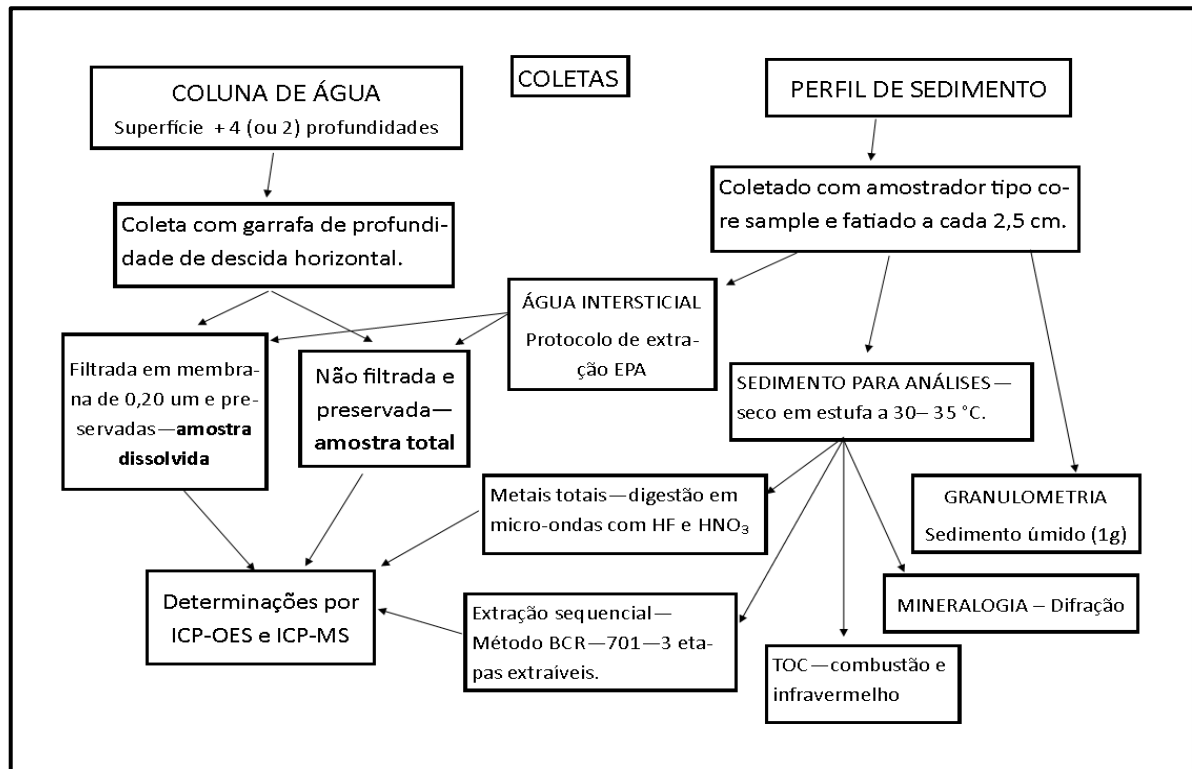 COLETAS
COLUNA DE ÁGUA
Superfície + 4 (ou 2) profundidades
PERFIL DE SEDIMENTO
Coleta com garrafa de profundi-
dade de descida horizontal.
Coletado com amostrador tipo co-
re sample e fatiado a cada 2,5 cm.
ÁGUA INTERSTICIAL
Protocolo de extra-
ção EPA
Filtrada em membra-
na de 0,20 um e pre-
servadas—amostra
dissolvida
Não filtrada e
preservada—
amostra total
SEDIMENTO PARA ANÁLISES—
seco em estufa a 30– 35 °C.
Metais totais—digestão em
micro-ondas com HF e HNO₃
GRANULOMETRIA
Sedimento úmido (1g)
Determinações por
ICP-OES e ICP-MS
Extração sequencial—
Método BCR—701—3 eta-
pas extraíveis.
MINERALOGIA – Difração
TOC—combustão e
infravermelho